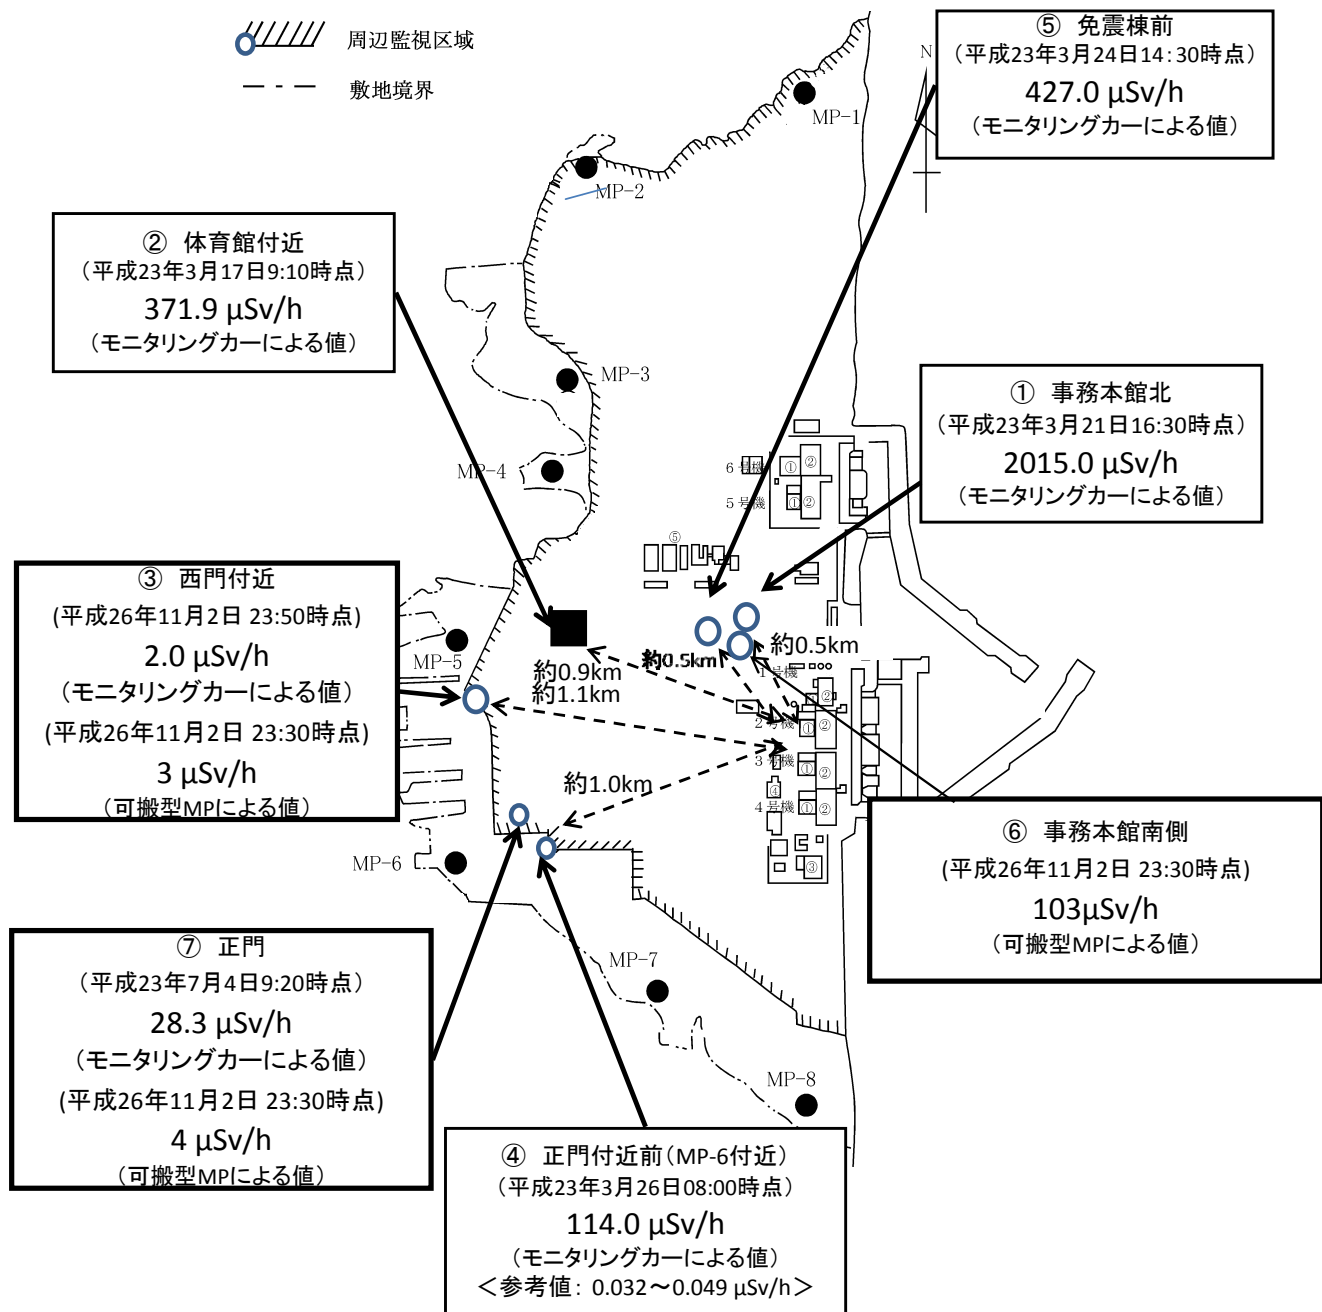 周辺監視区域
敷地境界
⑤ 免震棟前
(平成23年3月24日14:30時点)
427.0 μSv/h
(モニタリングカーによる値)
N
MP-1
MP-2
② 体育館付近
(平成23年3月17日9:10時点)
371.9 μSv/h
(モニタリングカーによる値)
MP-3
① 事務本館北
(平成23年3月21日16:30時点)
2015.0 μSv/h
(モニタリングカーによる値)
MP-4
6号機
① ②
5号機
① ②
⑤
③ 西門付近
(平成26年11月2日 23:50時点)
2.0 μSv/h
(モニタリングカーによる値)
(平成26年11月2日 23:30時点)
3 μSv/h
(可搬型MPによる値)
MP-5
約0.9km
約1.1km
約0.5km
約0.5km
1号機
②
2号機
① ②
3号機
① ②
④
4号機
① ②
③
約1.0km
MP-6
⑥ 事務本館南側
(平成26年11月2日 23:30時点)
103μSv/h
(可搬型MPによる値)
⑦ 正門
(平成23年7月4日9:20時点)
28.3 μSv/h
(モニタリングカーによる値)
(平成26年11月2日 23:30時点)
4 μSv/h
(可搬型MPによる値)
MP-7
MP-8
④ 正門付近前(MP-6付近)
(平成23年3月26日08:00時点)
114.0 μSv/h
(モニタリングカーによる値)
<参考値: 0.032～0.049 μSv/h>